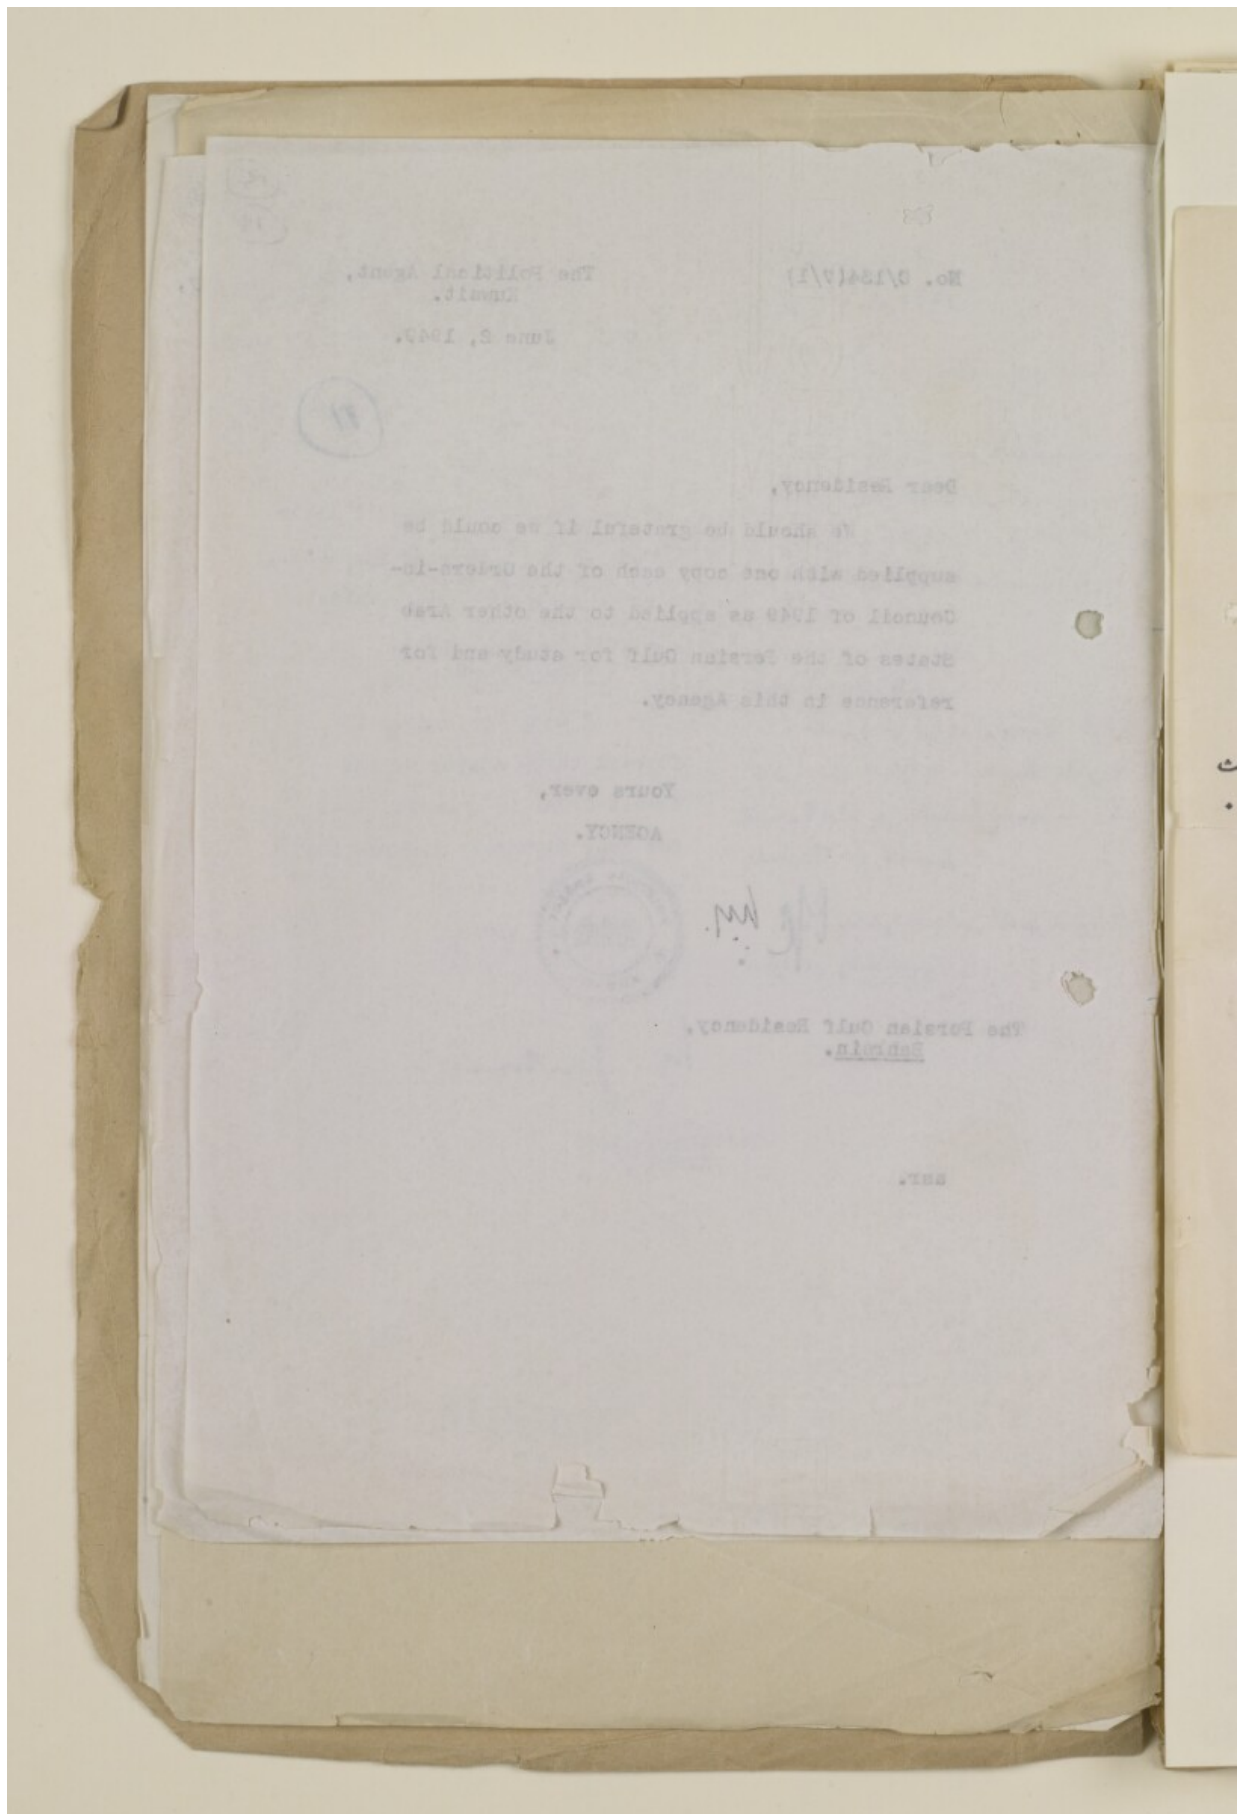 No. C/134(7/1)
The Political Agent,
Kuwait.
June 2, 1949.
Dear Residency,
We should be grateful if we could be
supplied with one copy each of the Orders-in-
Council of 1949 as applied to the other Arab
States of the Persian Gulf for study and for
reference in this Agency.
Yours ever,
AGENCY.
The Persian Gulf Residency,
Bahrain.